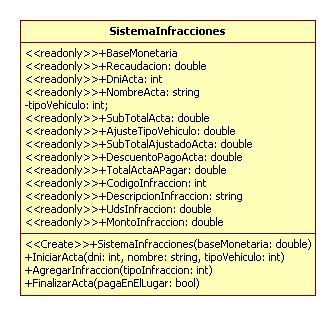 SistemaInfracciones
<<readonly>>+BaseMonetaria
<<readonly>>+Recaudacion: double
<<readonly>>+DniActa: int
<<readonly>>+NombreActa: string
-tipoVehiculo: int;
<<readonly>>+SubTotalActa: double
<<readonly>>+AjusteTipoVehiculo: double
<<readonly>>+SubTotalAjustadoActa: double
<<readonly>>+DescuentoPagoActa: double
<<readonly>>+TotalActaAPagar: double
<<readonly>>+CodigoInfraccion: int
<<readonly>>+DescripcionInfraccion: string
<<readonly>>+UdsInfraccion: double
<<readonly>>+MontoInfraccion: double
<<Create>>+SistemaInfracciones(baseMonetaria: double)
+IniciarActa(dni: int, nombre: string, tipoVehiculo: int)
+AgregarInfraccion(tipoInfraccion: int)
+FinalizarActa(pagaEnElLugar: bool)